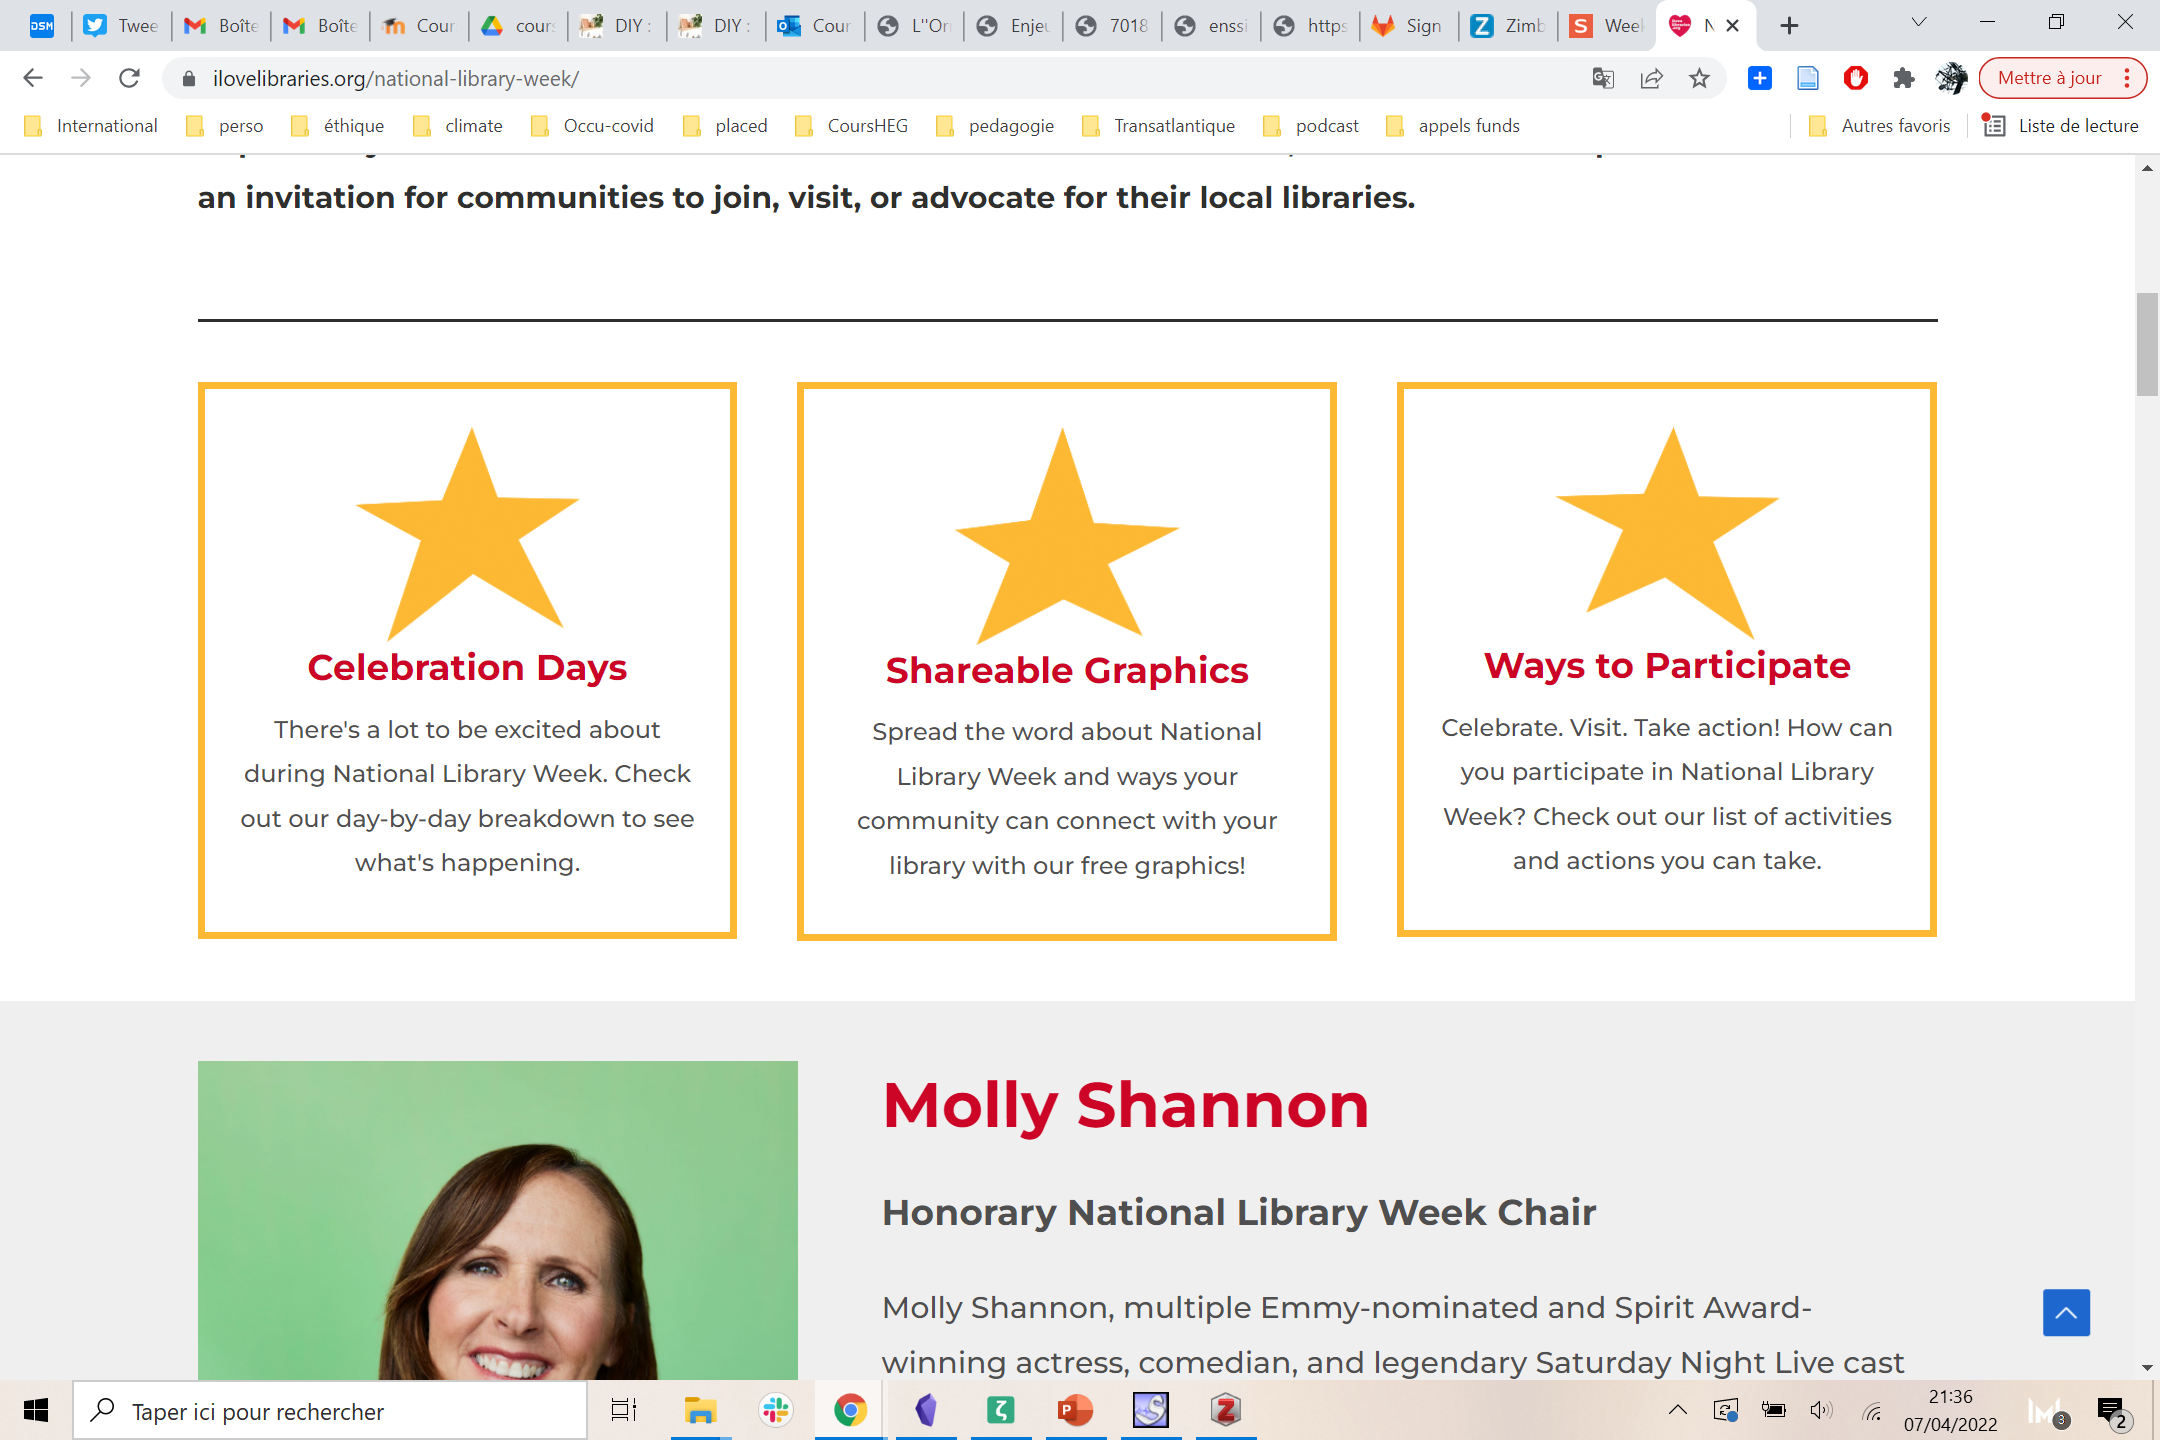 DSM Twee Boîte Boîte Cour cours DIY : DIY : Cour L"Or Enjeu 7018 enssi https Sign Zimb S Week N
ilovelibraries.org/national-library-week/ Mettre à jour
International perso éthique climate Occu-covid placed CoursHEG pedagogie Transatlantique podcast appels funds Autres favoris Liste de lecture
an invitation for communities to join, visit, or advocate for their local libraries.
Celebration Days
There's a lot to be excited about
during National Library Week. Check
out our day-by-day breakdown to see
what's happening.
Shareable Graphics
Spread the word about National
Library Week and ways your
community can connect with your
library with our free graphics!
Ways to Participate
Celebrate. Visit. Take action! How can
you participate in National Library
Week? Check out our list of activities
and actions you can take.
Molly Shannon
Honorary National Library Week Chair
Molly Shannon, multiple Emmy-nominated and Spirit Award-
winning actress, comedian, and legendary Saturday Night Live cast
Taper ici pour rechercher
21:36
07/04/2022
3
2